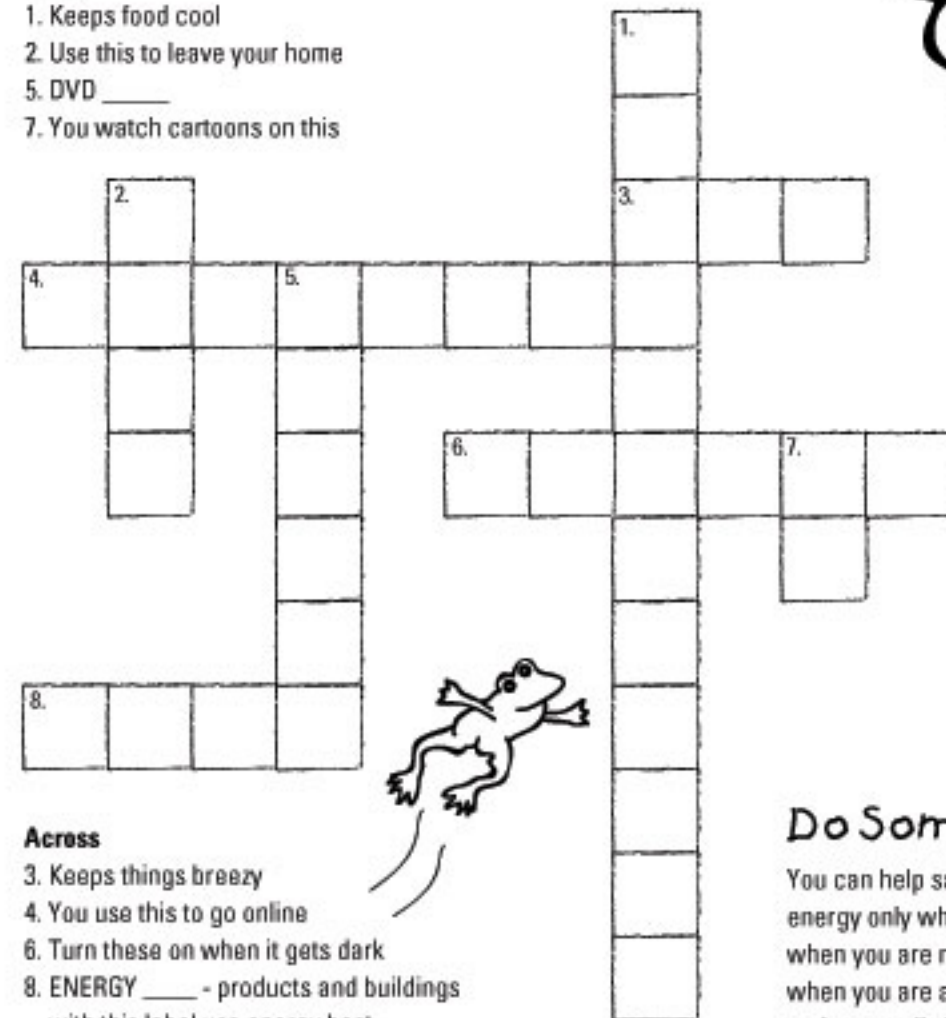 1. Keeps food cool
2. Use this to leave your home
5. DVD _____
7. You watch cartoons on this
1.
2.
3.
4.
5.
6.
7.
8.
Across
3. Keeps things breezy
4. You use this to go online
6. Turn these on when it gets dark
8. ENERGY ____ - products and buildings
Do Som
You can help sa
energy only wh
when you are
when you are a